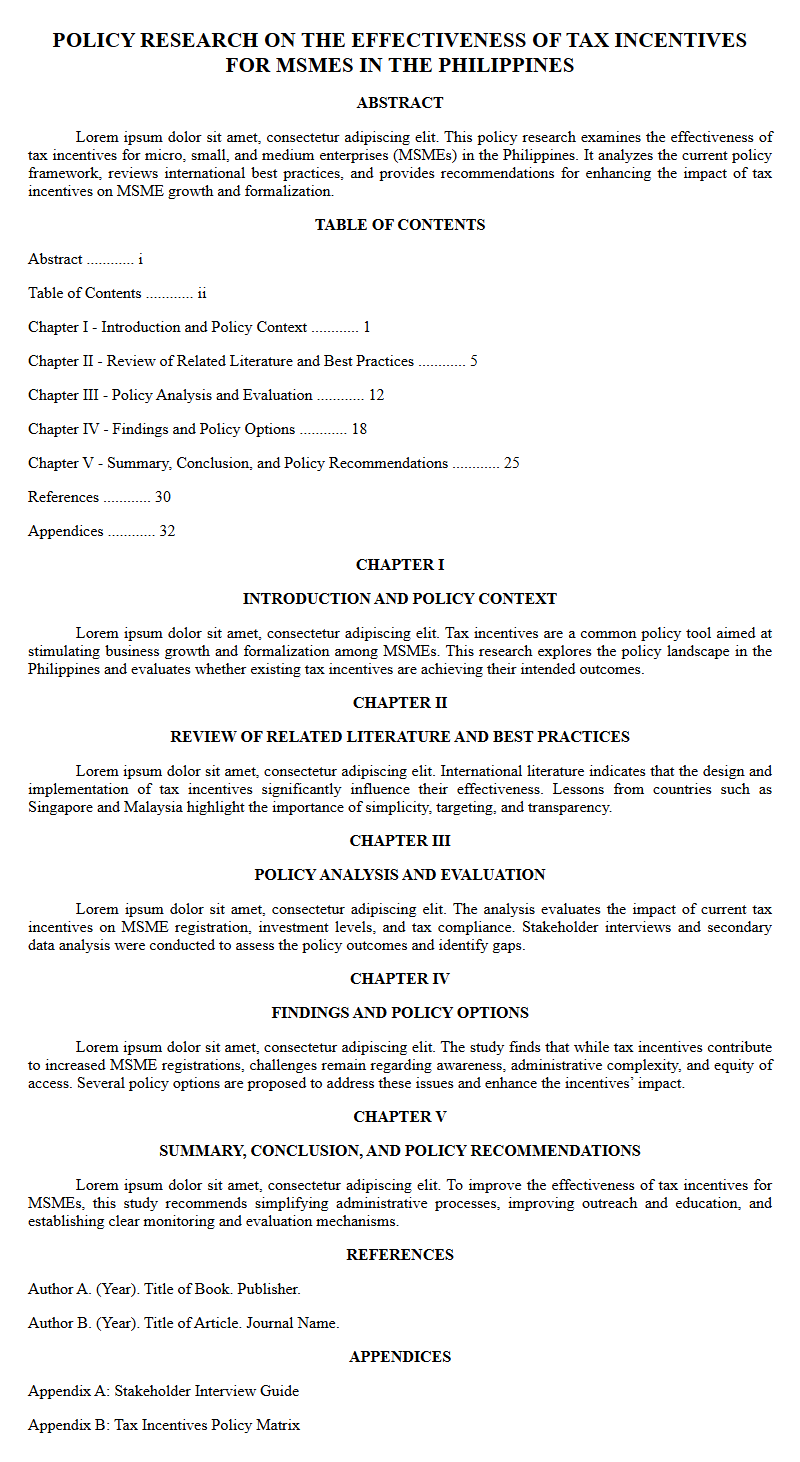 POLICY RESEARCH ON THE EFFECTIVENESS OF TAX INCENTIVES
FOR MSMES IN THE PHILIPPINES
ABSTRACT
Lorem ipsum dolor sit amet, consectetur adipiscing elit. This policy research examines the effectiveness of
tax incentives for micro, small, and medium enterprises (MSMEs) in the Philippines. It analyzes the current policy
framework, reviews international best practices, and provides recommendations for enhancing the impact of tax
incentives on MSME growth and formalization.
TABLE OF CONTENTS
Abstract ............ i
Table of Contents ............ ii
Chapter I - Introduction and Policy Context ............ 1
Chapter II - Review of Related Literature and Best Practices ............ 5
Chapter III - Policy Analysis and Evaluation ............ 12
Chapter IV - Findings and Policy Options ............ 18
Chapter V - Summary, Conclusion, and Policy Recommendations ............ 25
References ............ 30
Appendices ............ 32
CHAPTER I
INTRODUCTION AND POLICY CONTEXT
Lorem ipsum dolor sit amet, consectetur adipiscing elit. Tax incentives are a common policy tool aimed at
stimulating business growth and formalization among MSMEs. This research explores the policy landscape in the
Philippines and evaluates whether existing tax incentives are achieving their intended outcomes.
CHAPTER II
REVIEW OF RELATED LITERATURE AND BEST PRACTICES
Lorem ipsum dolor sit amet, consectetur adipiscing elit. International literature indicates that the design and
implementation of tax incentives significantly influence their effectiveness. Lessons from countries such as
Singapore and Malaysia highlight the importance of simplicity, targeting, and transparency.
CHAPTER III
POLICY ANALYSIS AND EVALUATION
Lorem ipsum dolor sit amet, consectetur adipiscing elit. The analysis evaluates the impact of current tax
incentives on MSME registration, investment levels, and tax compliance. Stakeholder interviews and secondary
data analysis were conducted to assess the policy outcomes and identify gaps.
CHAPTER IV
FINDINGS AND POLICY OPTIONS
Lorem ipsum dolor sit amet, consectetur adipiscing elit. The study finds that while tax incentives contribute
to increased MSME registrations, challenges remain regarding awareness, administrative complexity, and equity of
access. Several policy options are proposed to address these issues and enhance the incentives’ impact.
CHAPTER V
SUMMARY, CONCLUSION, AND POLICY RECOMMENDATIONS
Lorem ipsum dolor sit amet, consectetur adipiscing elit. To improve the effectiveness of tax incentives for
MSMEs, this study recommends simplifying administrative processes, improving outreach and education, and
establishing clear monitoring and evaluation mechanisms.
REFERENCES
Author A. (Year). Title of Book. Publisher.
Author B. (Year). Title of Article. Journal Name.
APPENDICES
Appendix A: Stakeholder Interview Guide
Appendix B: Tax Incentives Policy Matrix